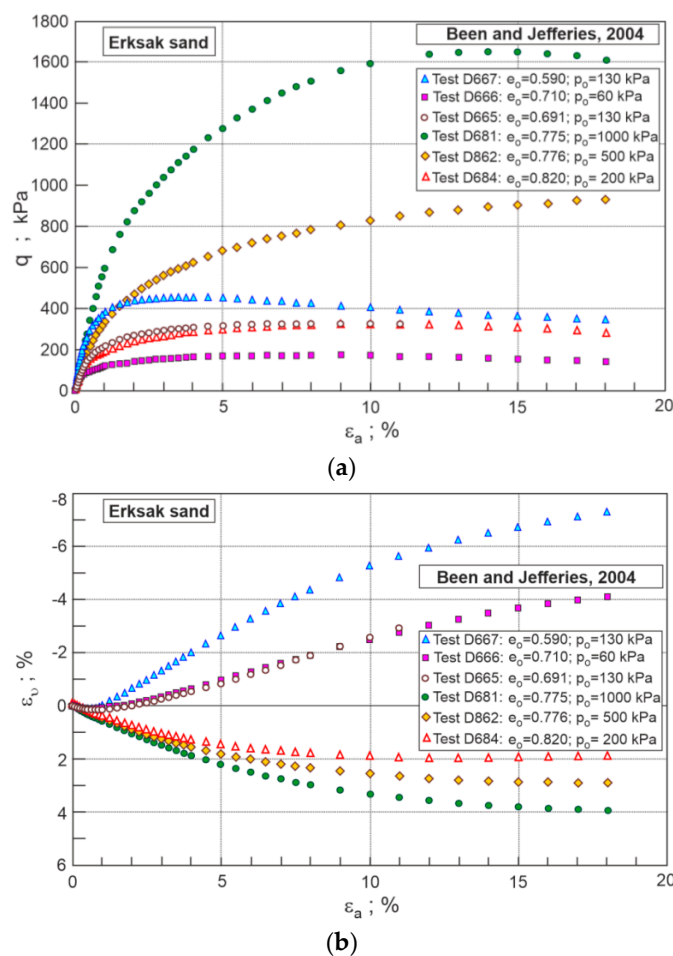 1800
1600
1400
1200
1000
800
600
400
200
0
q ; kPa
Erksak sand
Been and Jefferies, 2004
Test D667: eo=0.590; po=130 kPa
Test D666: eo=0.710; po=60 kPa
Test D665: eo=0.691; po=130 kPa
Test D681: eo=0.775; po=1000 kPa
Test D862: eo=0.776; po= 500 kPa
Test D684: eo=0.820; po= 200 kPa
0 5 10 15 20
εa ; %
(a)
-8
-6
-4
-2
0
2
4
6
ευ ; %
Erksak sand
Been and Jefferies, 2004
Test D667: eo=0.590; po=130 kPa
Test D666: eo=0.710; po=60 kPa
Test D665: eo=0.691; po=130 kPa
Test D681: eo=0.775; po=1000 kPa
Test D862: eo=0.776; po= 500 kPa
Test D684: eo=0.820; po= 200 kPa
0 5 10 15 20
εa ; %
(b)